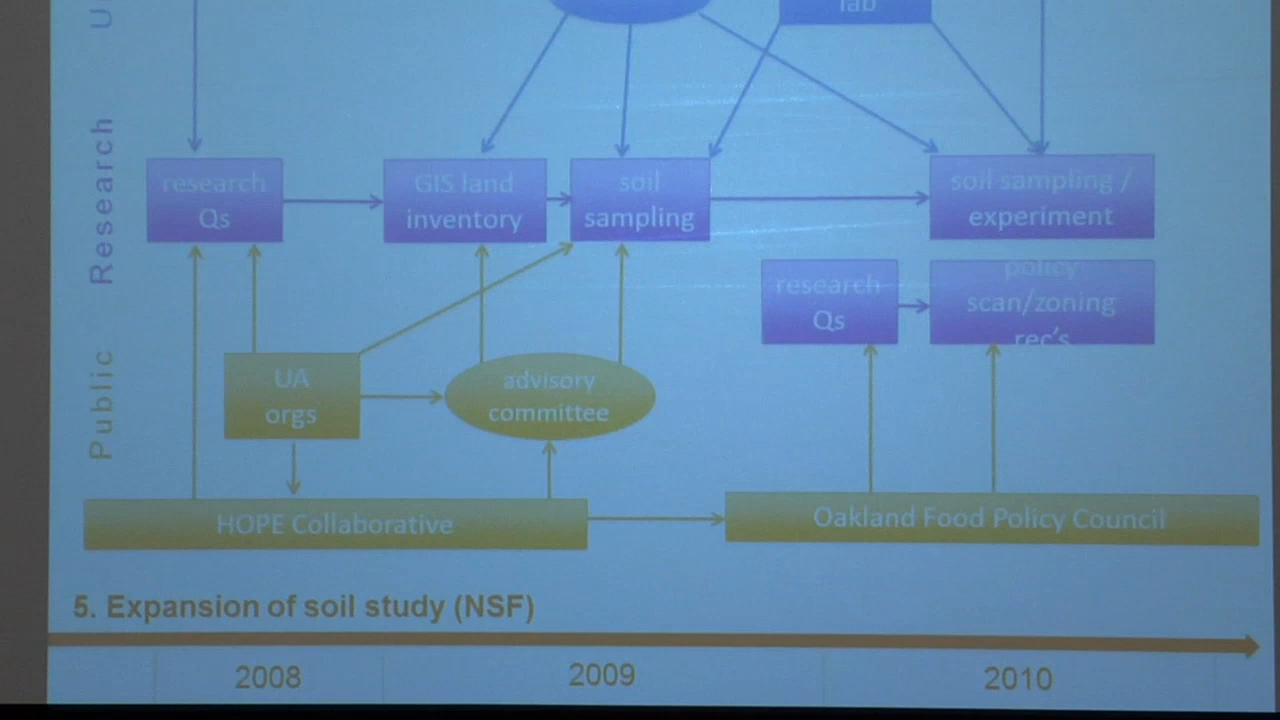 U
lab
Research
research
Qs
GIS land
inventory
soil
sampling
soil sampling /
experiment
research
Qs
policy
scan/zoning
rec's
Public
UA
orgs
advisory
committee
HOPE Collaborative
Oakland Food Policy Council
5. Expansion of soil study (NSF)
2008
2009
2010